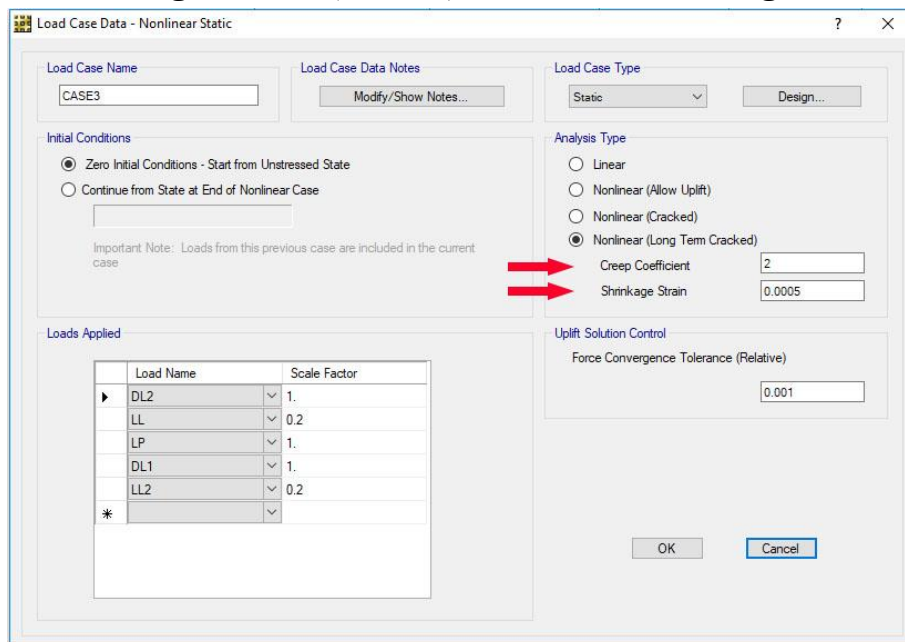 Load Case Data - Nonlinear Static ? X
Load Case Name
CASE3
Load Case Data Notes
Modify/Show Notes...
Load Case Type
Static
Design...
Initial Conditions
Zero Initial Conditions - Start from Unstressed State
Continue from State at End of Nonlinear Case
Important Note: Loads from this previous case are included in the current
case
Analysis Type
Linear
Nonlinear (Allow Uplift)
Nonlinear (Cracked)
Nonlinear (Long Term Cracked)
Creep Coefficient 2
Shrinkage Strain 0.0005
Loads Applied
Load Name Scale Factor
DL2 1.
LL 0.2
LP 1.
DL1 1.
LL2 0.2
*
Uplift Solution Control
Force Convergence Tolerance (Relative)
0.001
OK Cancel